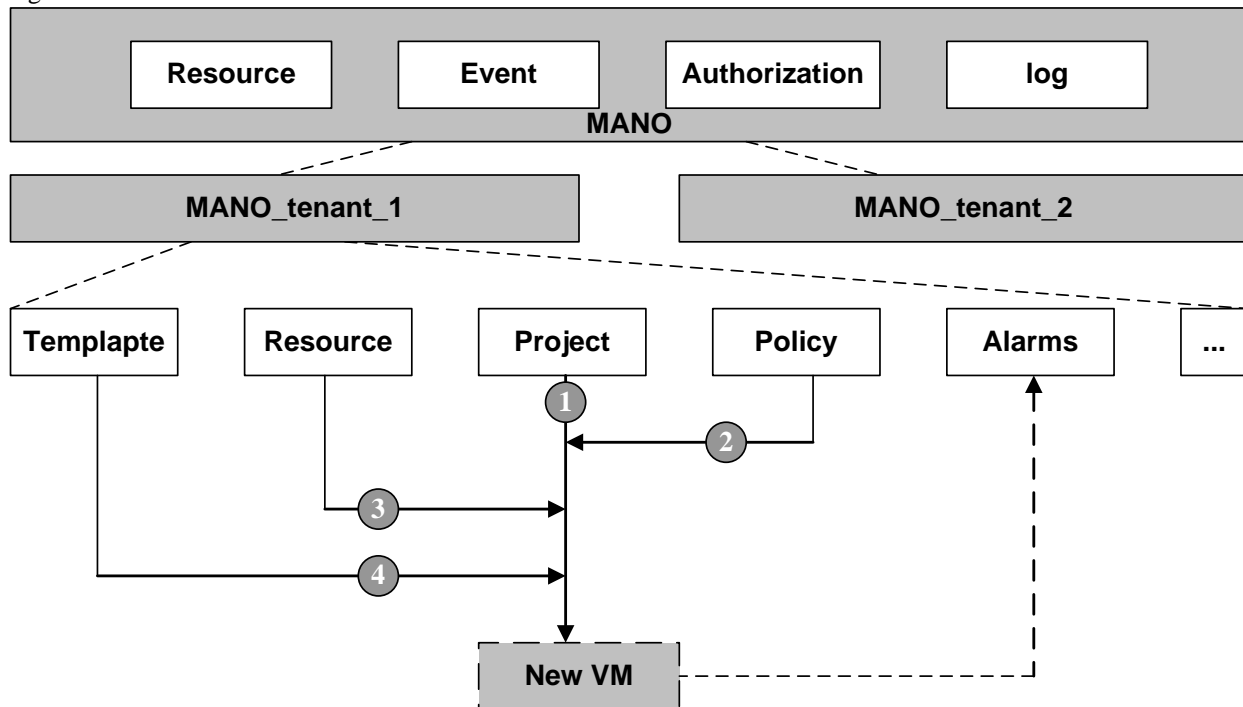 Resource Event Authorization log
MANO
MANO_tenant_1 MANO_tenant_2
Templapte Resource Project Policy Alarms ...
1
2
3
4
New VM